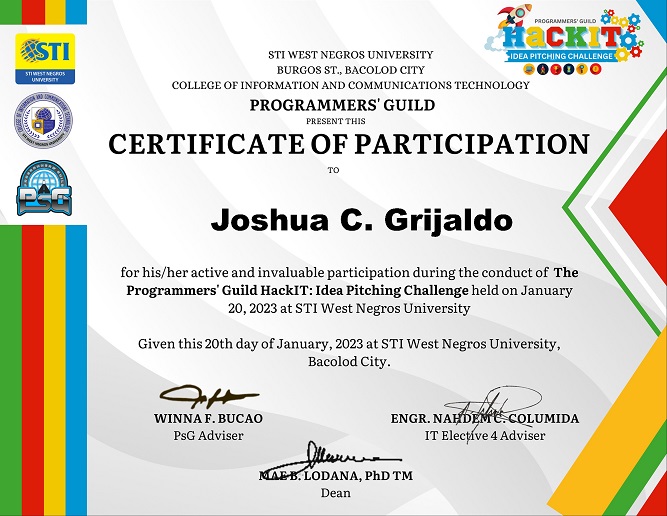 STI
STI WEST NEGROS
UNIVERSITY
PSG
PROGRAMMERS' GUILD
HACKIT
IDEA PITCHING CHALLENGE
STI WEST NEGROS UNIVERSITY
BURGOS ST., BACOLOD CITY
COLLEGE OF INFORMATION AND COMMUNICATIONS TECHNOLOGY
PROGRAMMERS' GUILD
PRESENT THIS
CERTIFICATE OF PARTICIPATION
TO
Joshua C. Grijaldo
for his/her active and invaluable participation during the conduct of The
Programmers' Guild HackIT: Idea Pitching Challenge held on January
20, 2023 at STI West Negros University
Given this 20th day of January, 2023 at STI West Negros University,
Bacolod City.
WINNA F. BUCAO
PsG Adviser
ENGR. NAHDEM C. COLUMIDA
IT Elective 4 Adviser
MAE B. LODANA, PhD TM
Dean